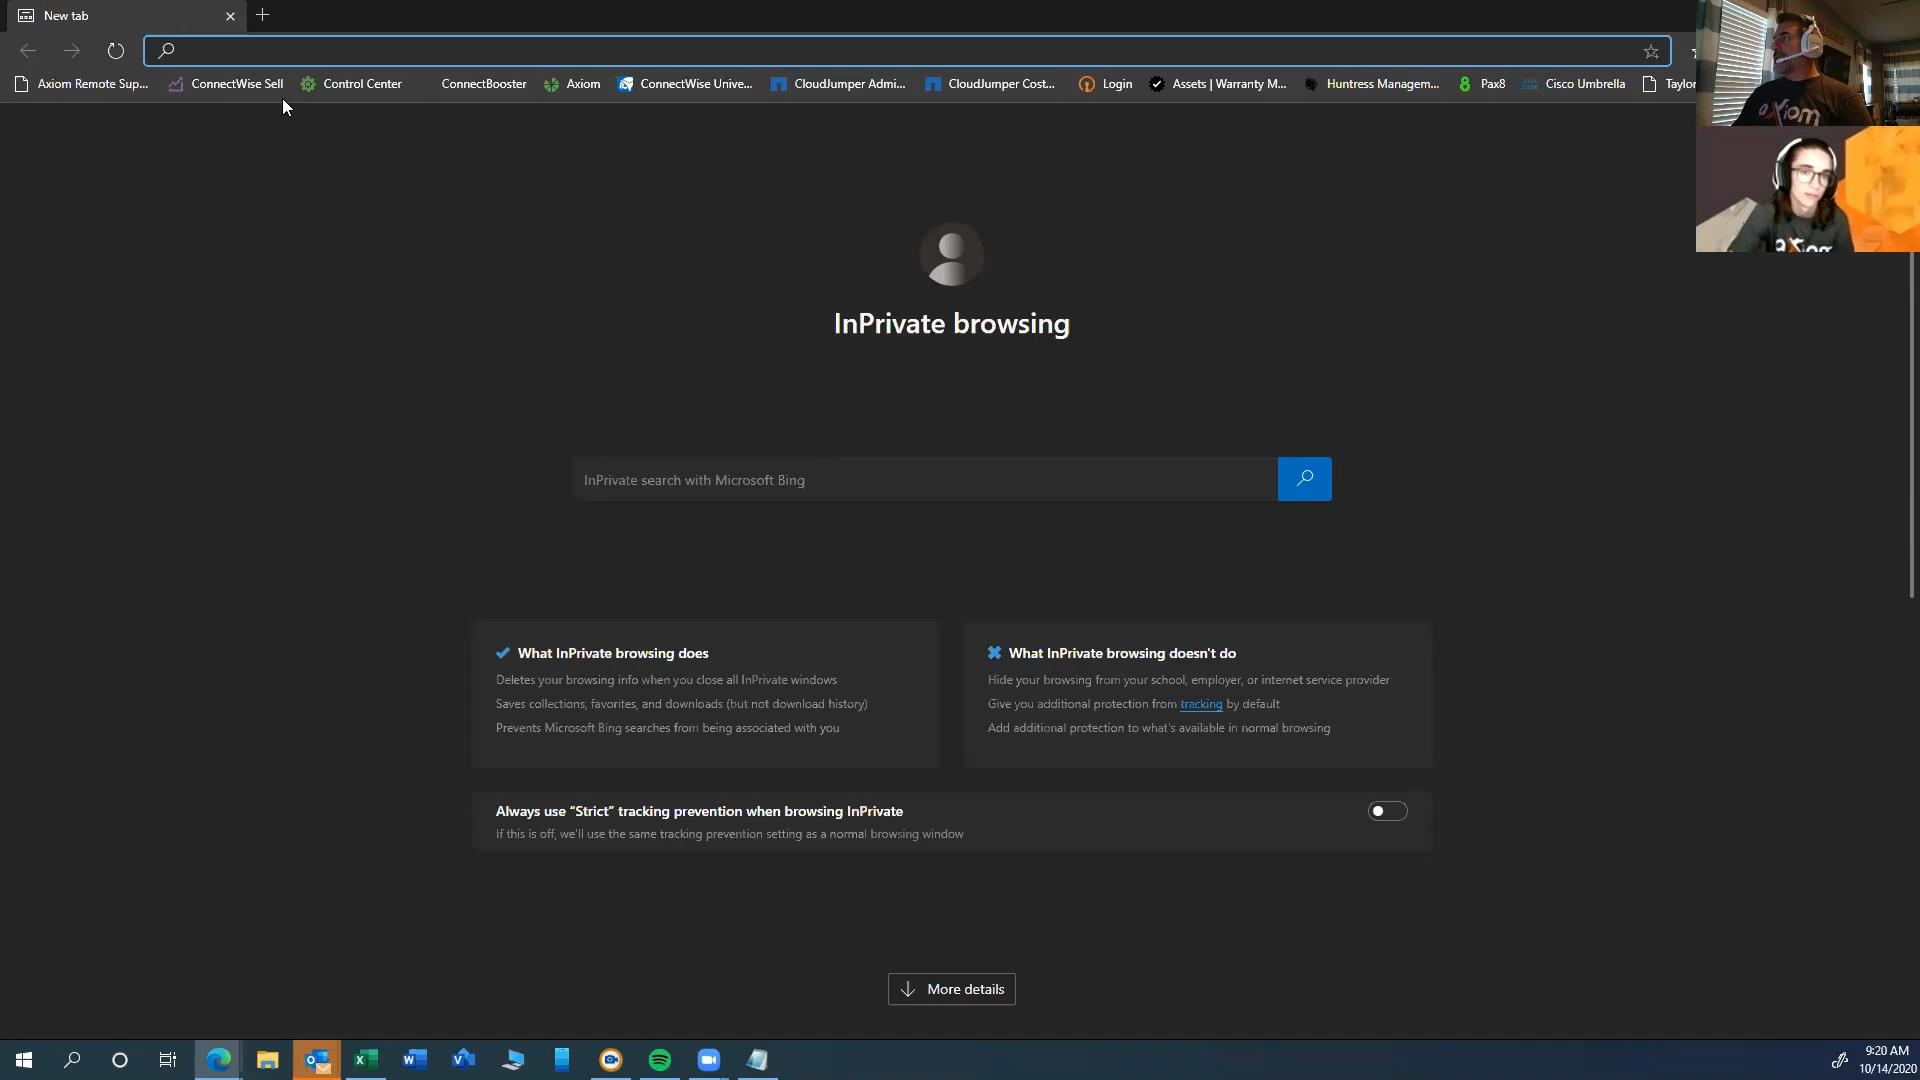 New tab
Axiom Remote Sup...
ConnectWise Sell
Control Center
ConnectBooster
Axiom
ConnectWise Unive...
CloudJumper Admi...
CloudJumper Cost...
Login
Assets | Warranty M...
Huntress Managem...
Pax8
Cisco Umbrella
Taylor
axiom
axiom
InPrivate browsing
InPrivate search with Microsoft Bing
What InPrivate browsing does
Deletes your browsing info when you close all InPrivate windows
Saves collections, favorites, and downloads (but not download history)
Prevents Microsoft Bing searches from being associated with you
What InPrivate browsing doesn't do
Hide your browsing from your school, employer, or internet service provider
Give you additional protection from tracking by default
Add additional protection to what's available in normal browsing
Always use “Strict” tracking prevention when browsing InPrivate
If this is off, we'll use the same tracking prevention setting as a normal browsing window
More details
9:20 AM
10/14/2020